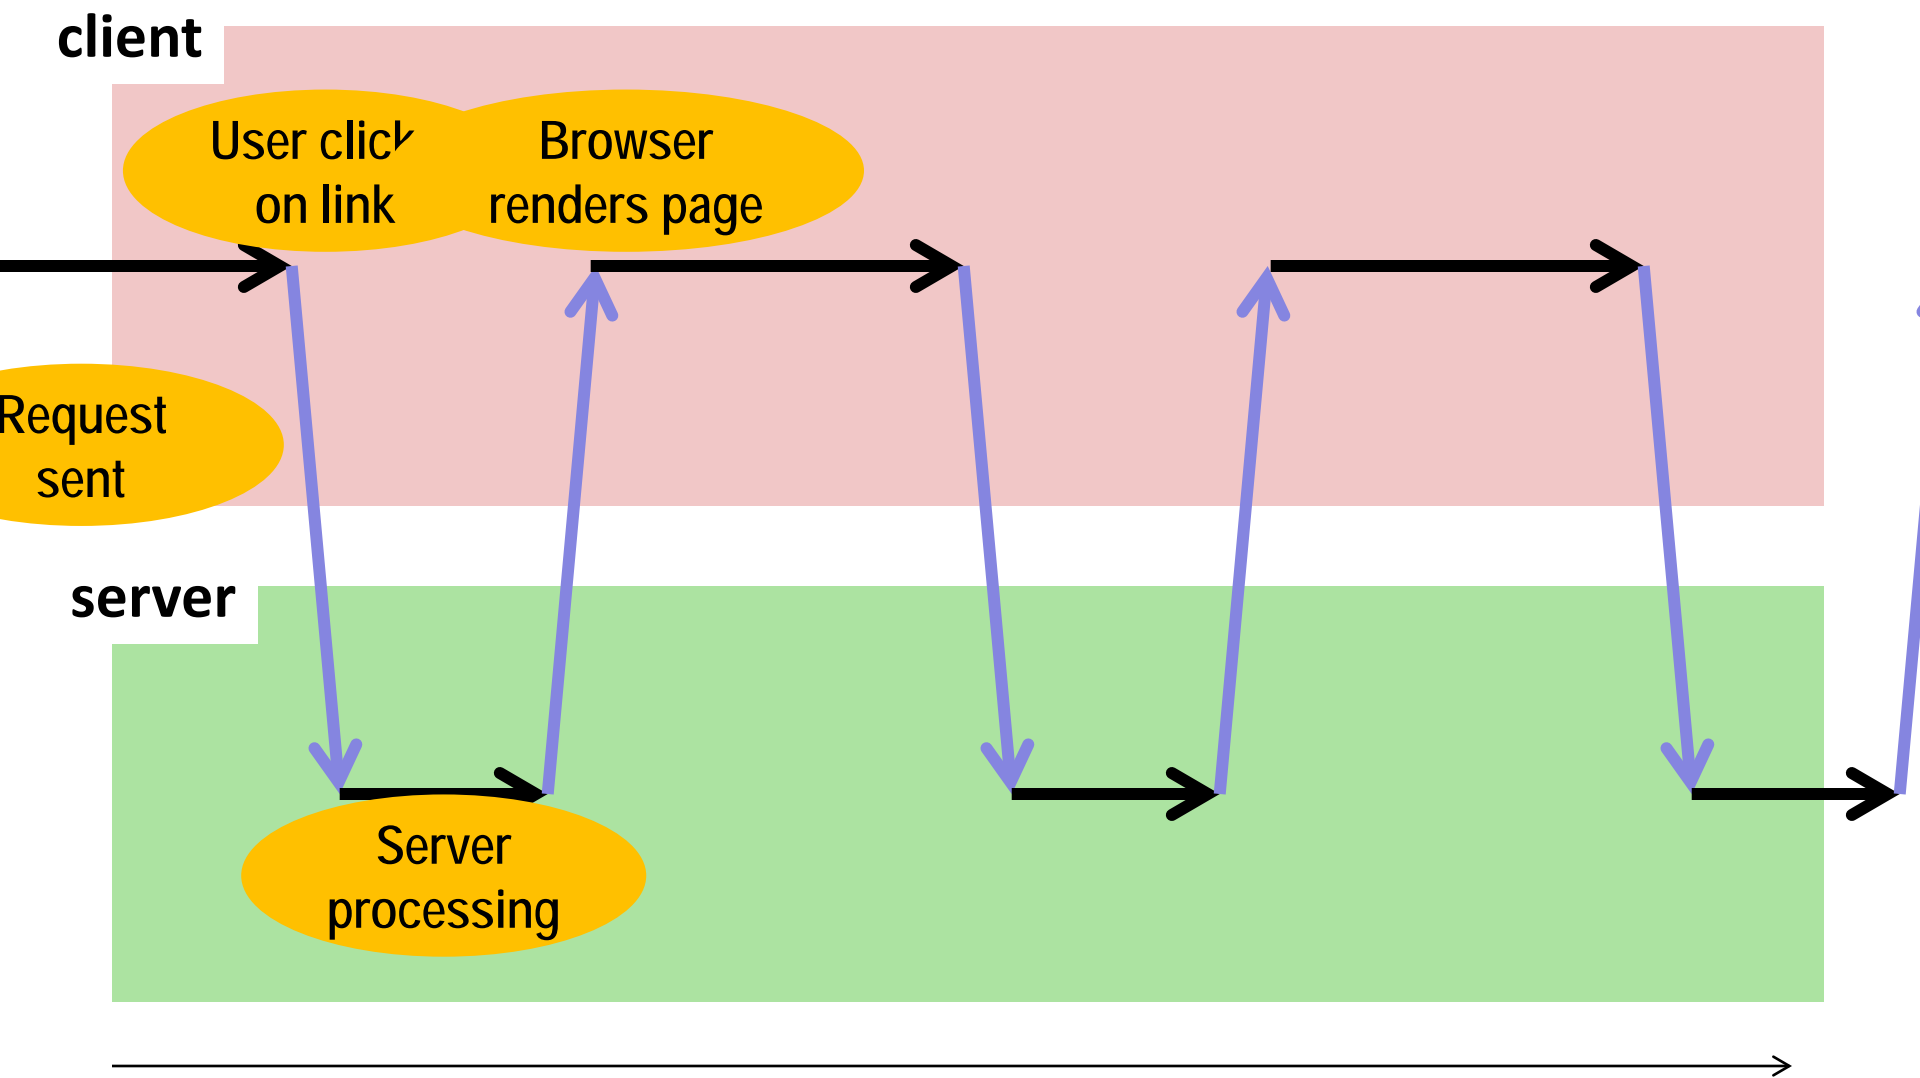 client
User click
on link
Browser
renders page
Request
sent
server
Server
processing